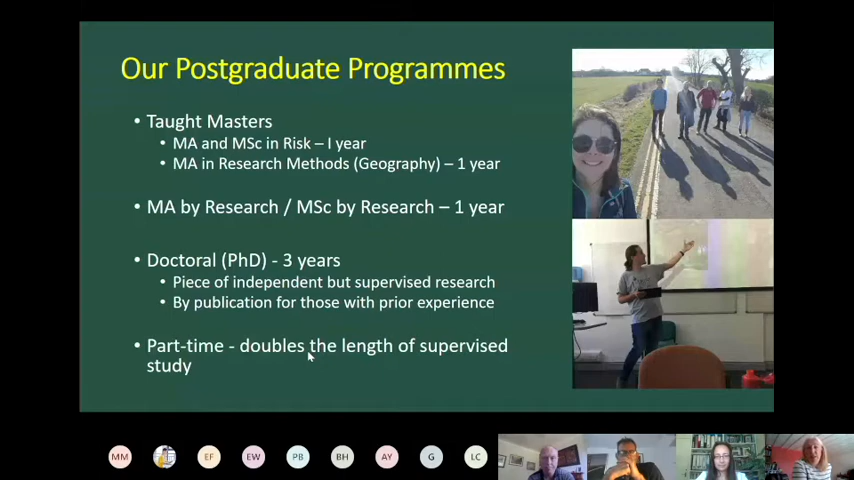 Our Postgraduate Programmes
• Taught Masters
• MA and MSc in Risk – I year
• MA in Research Methods (Geography) – 1 year
• MA by Research / MSc by Research – 1 year
• Doctoral (PhD) - 3 years
• Piece of independent but supervised research
• By publication for those with prior experience
• Part-time - doubles the length of supervised
study
MM
EF
EW
PB
BH
AY
G
LC